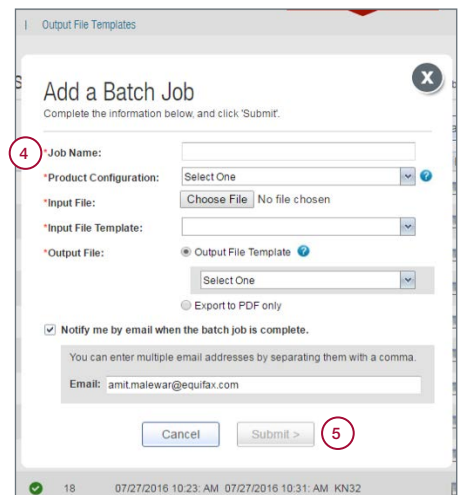 | Output File Templates
X
Add a Batch Job
Complete the information below, and click 'Submit'.
4 *Job Name:
*Product Configuration: Select One ?
*Input File: Choose File No file chosen
*Input File Template:
*Output File: Output File Template ?
Select One
Export to PDF only
Notify me by email when the batch job is complete.
You can enter multiple email addresses by separating them with a comma.
Email: amit.malewar@equifax.com
Cancel Submit > 5
18 07/27/2016 10:23: AM 07/27/2016 10:31: AM KN32